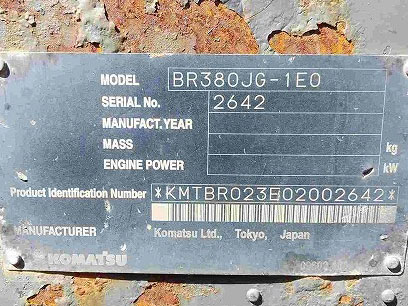 MODEL BR380JG-1E0
SERIAL No. 2642
MANUFACT.YEAR
MASS kg
ENGINE POWER kW
Product Identification Number *KMTBR023E02002642*
MANUFACTURER Komatsu Ltd., Tokyo, Japan
KOMATSU